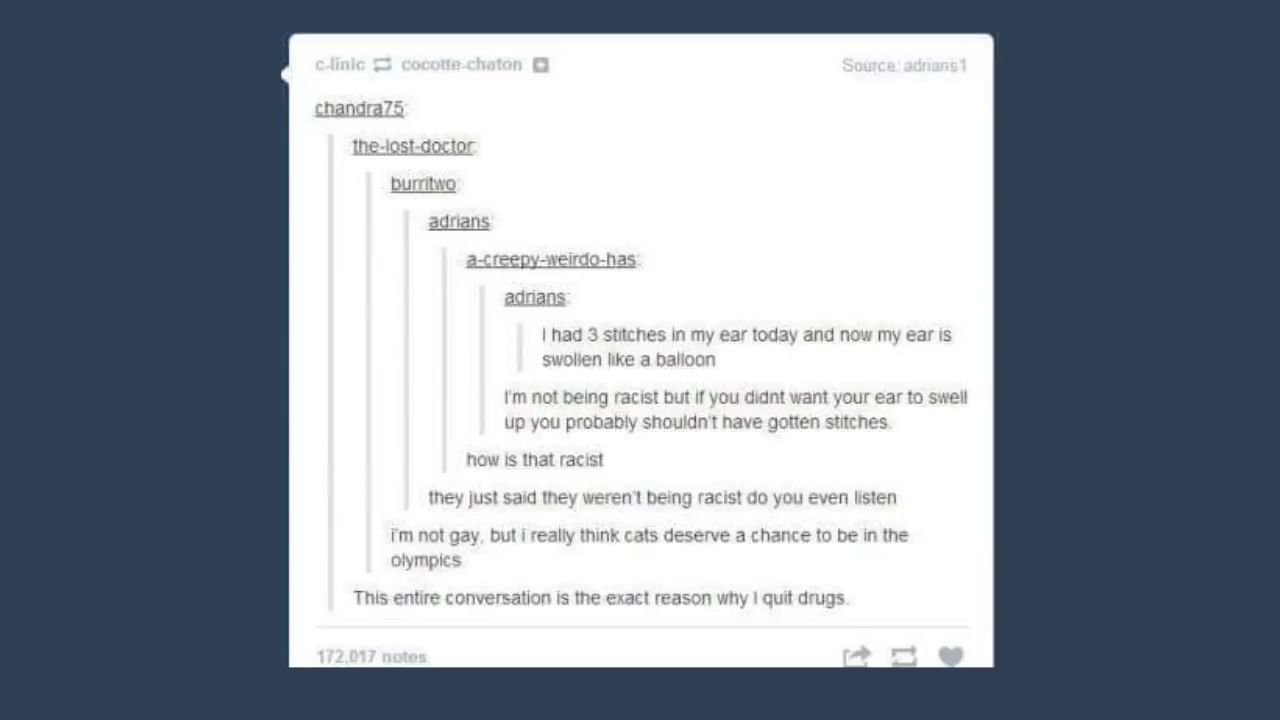 c-linic cocotte-chaton Source: adrians1
chandra75:
the-lost-doctor:
burritwo:
adrians:
a-creepy-weirdo-has:
adrians:
I had 3 stitches in my ear today and now my ear is
swollen like a balloon
I'm not being racist but if you didnt want your ear to swell
up you probably shouldn't have gotten stitches.
how is that racist
they just said they weren't being racist do you even listen
i'm not gay, but i really think cats deserve a chance to be in the
olympics
This entire conversation is the exact reason why I quit drugs.
172,017 notes